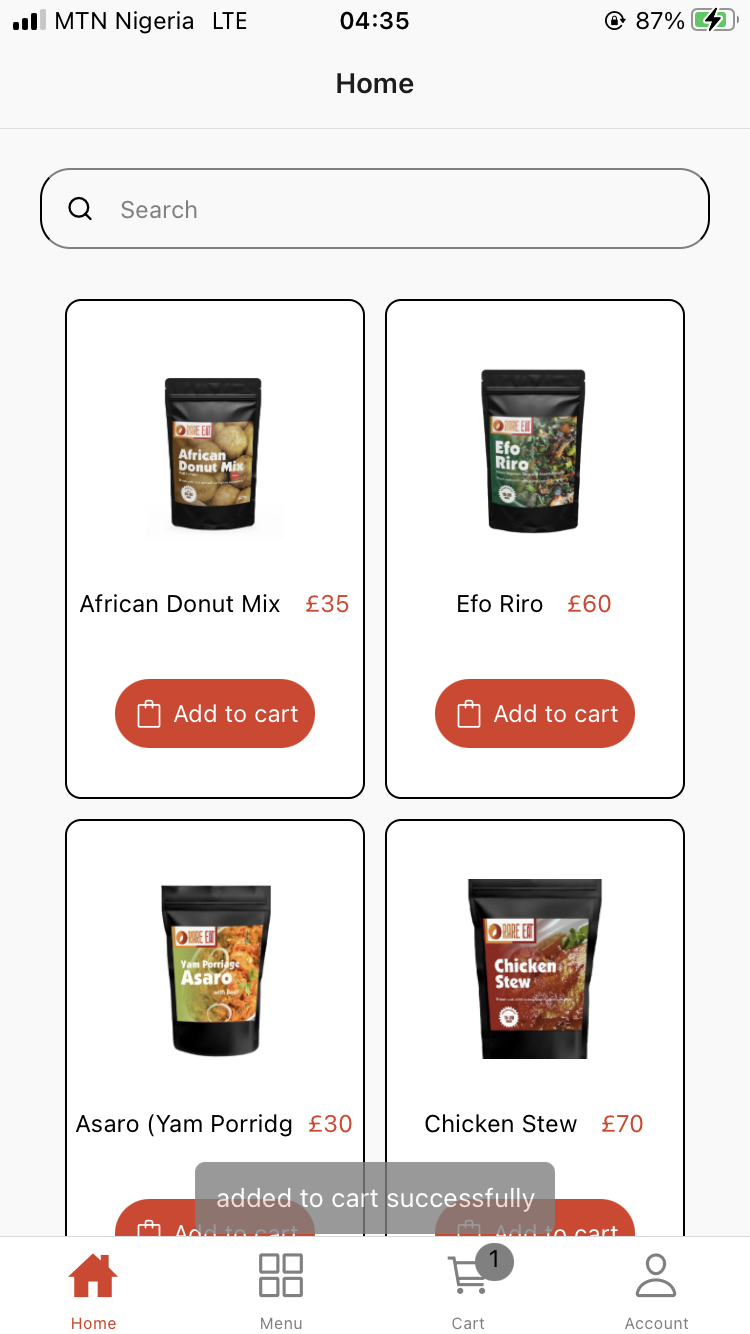 MTN Nigeria LTE 04:35 87%
Home
Search
RARE EAT
African
Donut Mix
RARE EAT
Efo
Riro
African Donut Mix £35
Efo Riro £60
Add to cart
Add to cart
RARE EAT
Yam Porridge
Asaro
with Beef
RARE EAT
Chicken
Stew
Asaro (Yam Porridg £30
Chicken Stew £70
added to cart successfully
Add to cart
Add to cart
1
Home
Menu
Cart
Account